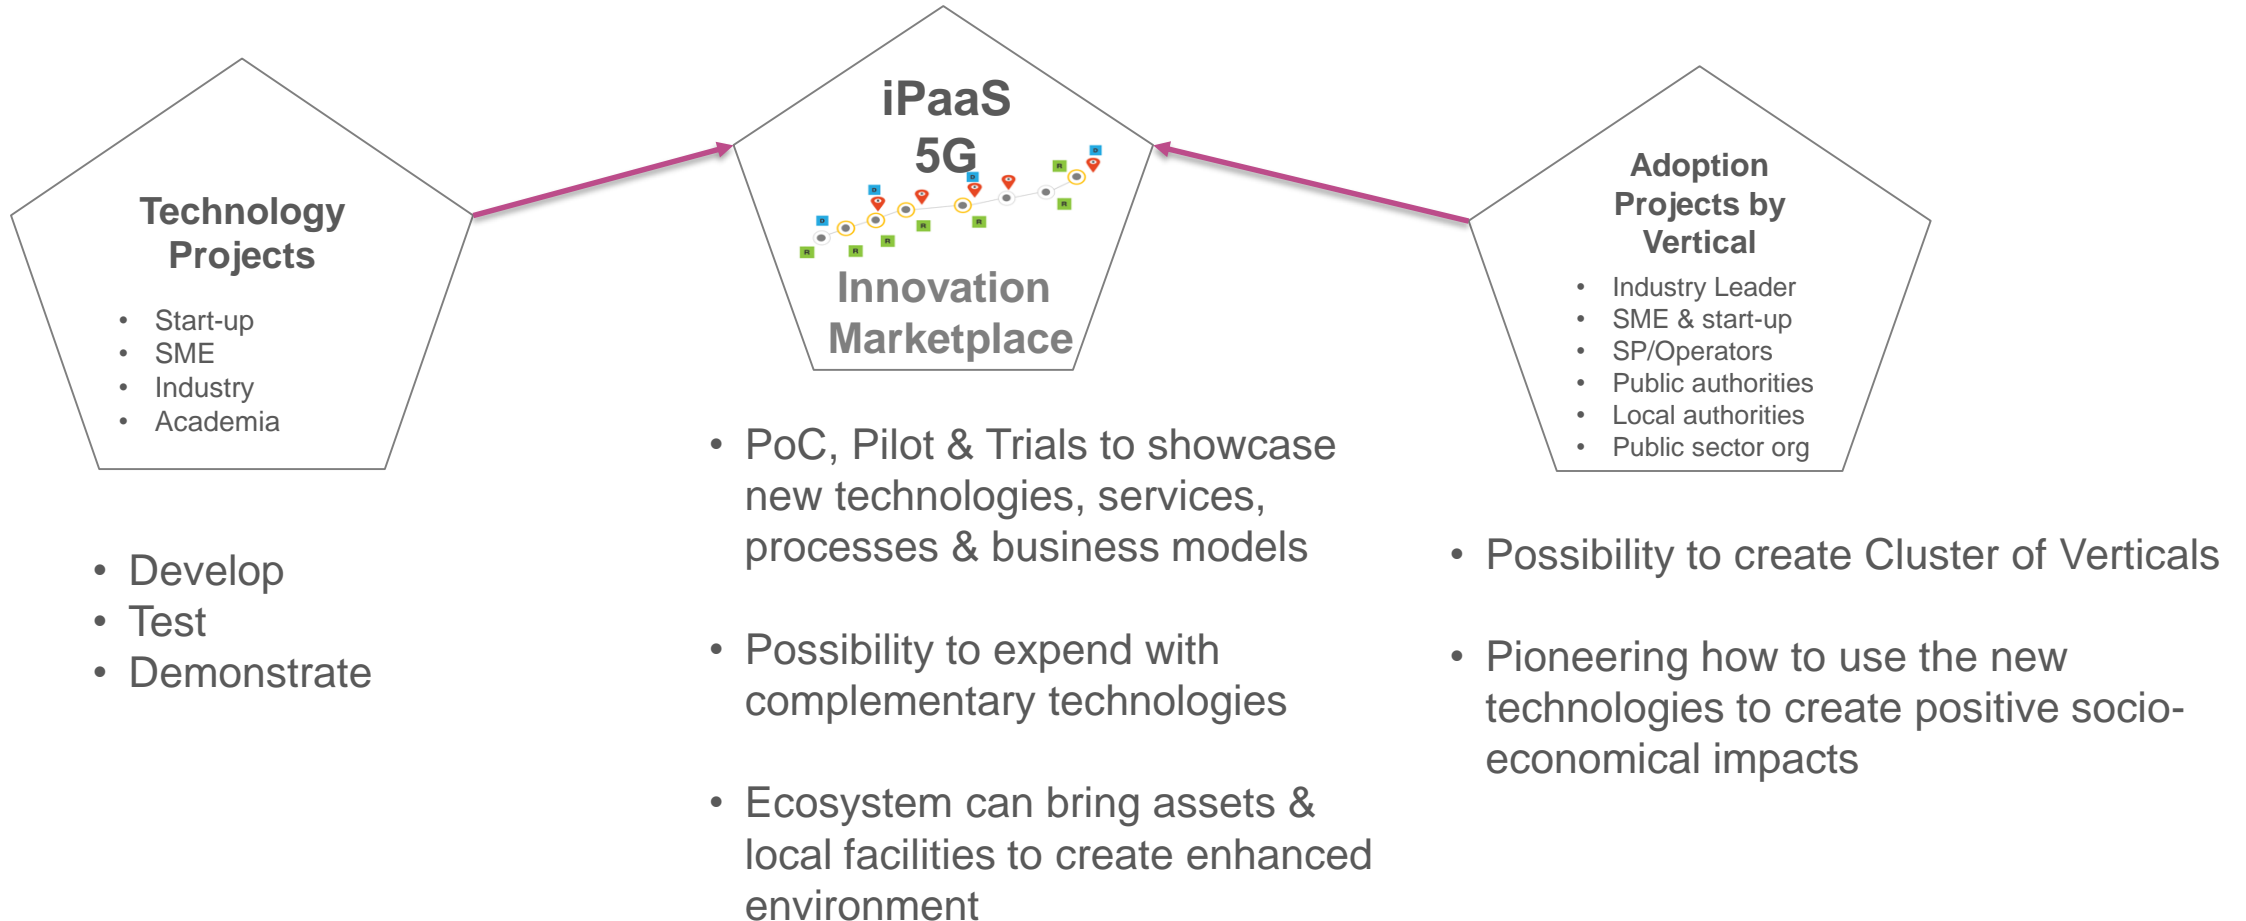 Technology
Projects
• Start-up
• SME
• Industry
• Academia
• Develop
• Test
• Demonstrate
iPaaS
5G
D
D
D
D
R
R
R
R
R
R
R
Innovation
Marketplace
• PoC, Pilot & Trials to showcase
new technologies, services,
processes & business models
• Possibility to expend with
complementary technologies
• Ecosystem can bring assets &
local facilities to create enhanced
environment
Adoption
Projects by
Vertical
• Industry Leader
• SME & start-up
• SP/Operators
• Public authorities
• Local authorities
• Public sector org
• Possibility to create Cluster of Verticals
• Pioneering how to use the new
technologies to create positive socio-
economical impacts